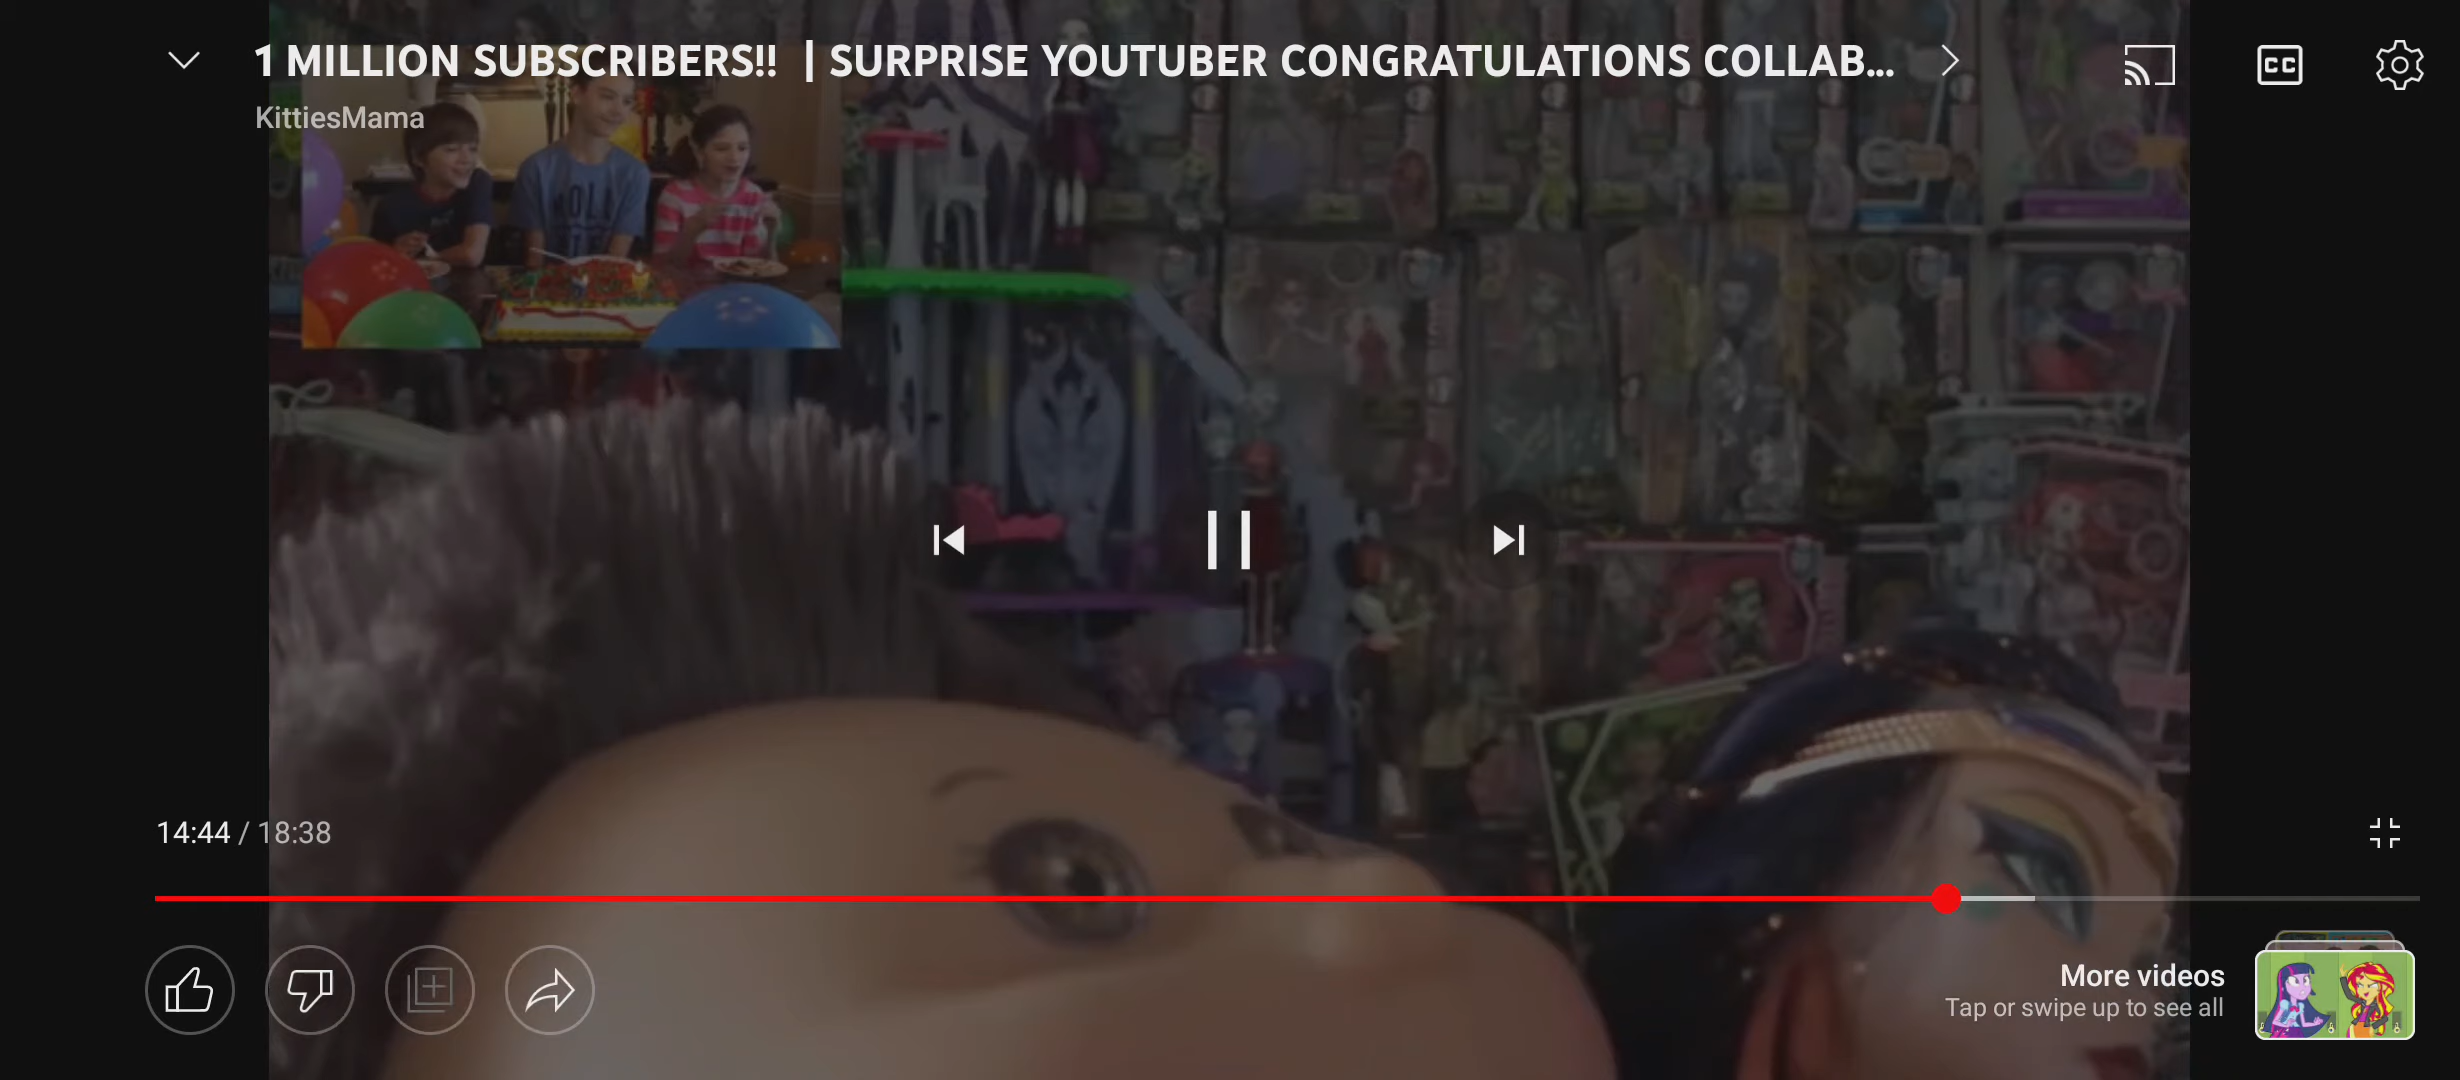 1 MILLION SUBSCRIBERS!! | SURPRISE YOUTUBER CONGRATULATIONS COLLAB...
KittiesMama
CC
14:44 / 18:38
More videos
Tap or swipe up to see all